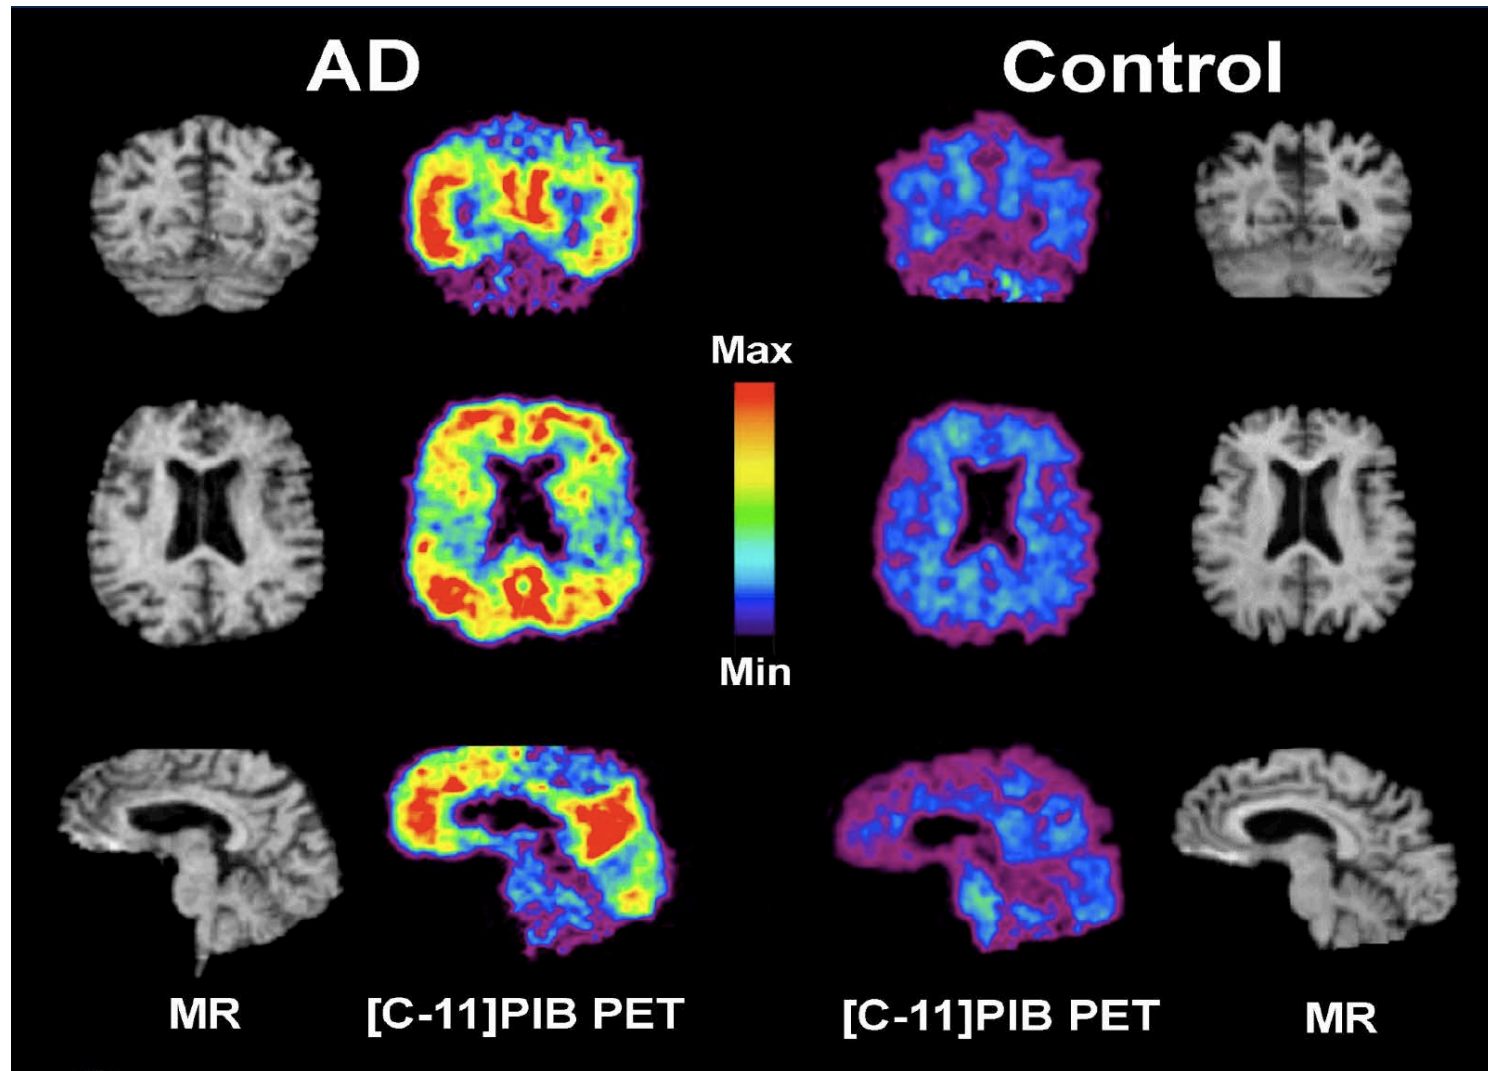 AD
Control
Max
Min
MR
[C-11]PIB PET
[C-11]PIB PET
MR